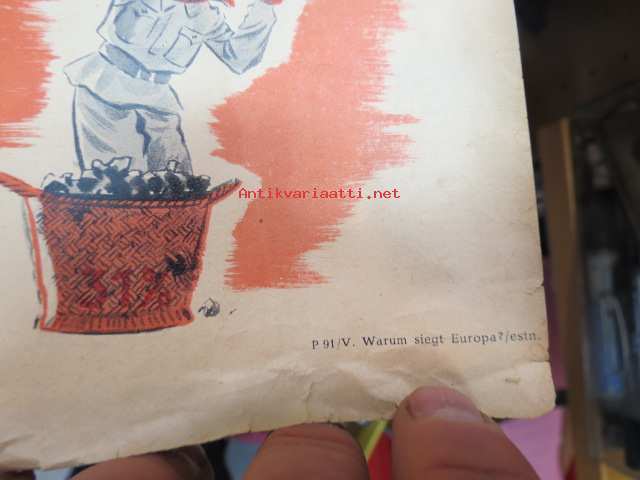 Antikvariaatti.net
P 91/V. Warum siegt Europa?/estn.